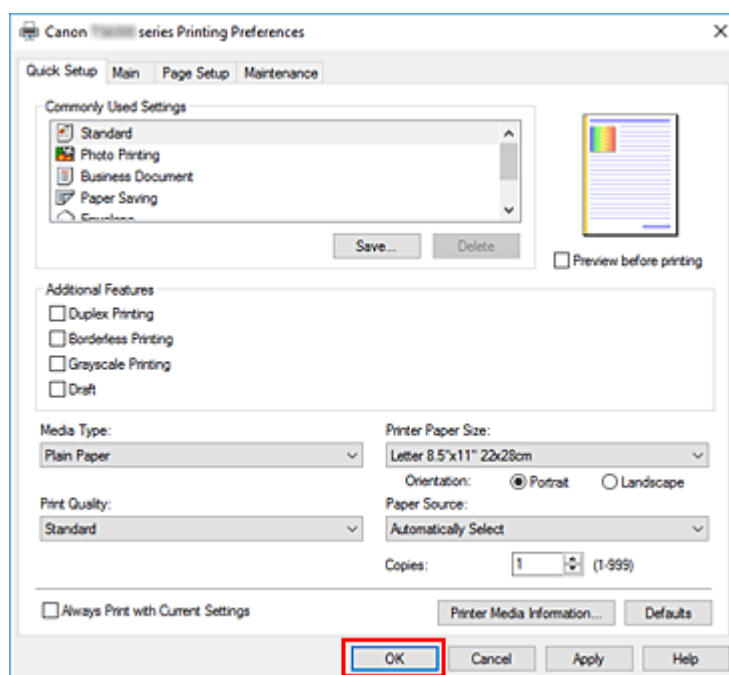 Canon series Printing Preferences
Quick Setup Main Page Setup Maintenance
Commonly Used Settings
Standard
Photo Printing
Business Document
Paper Saving
Envelope
Save... Delete
Preview before printing
Additional Features
Duplex Printing
Borderless Printing
Grayscale Printing
Draft
Media Type: Printer Paper Size:
Plain Paper Letter 8.5"x11" 22x28cm
Orientation: Portrait Landscape
Print Quality: Paper Source:
Standard Automatically Select
Copies: 1 (1-999)
Always Print with Current Settings Printer Media Information... Defaults
OK Cancel Apply Help